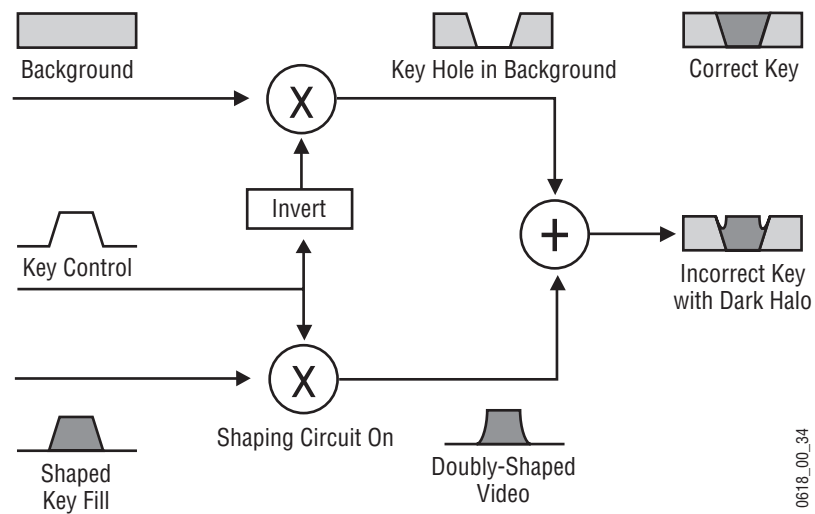 Background
Key Hole in Background
Correct Key
X
Invert
Key Control
+
Incorrect Key
with Dark Halo
X
Shaping Circuit On
Shaped
Key Fill
Doubly-Shaped
Video
0618_00_34